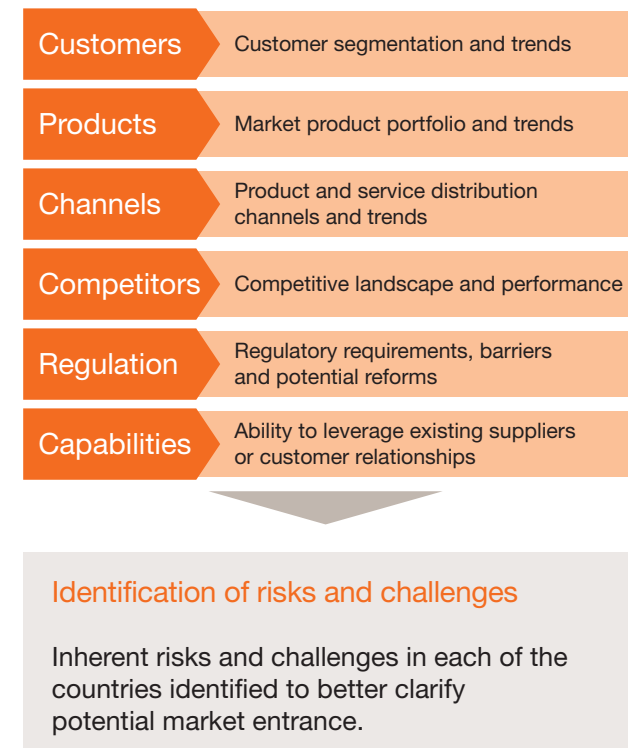 Customers
Customer segmentation and trends
Products
Market product portfolio and trends
Channels
Product and service distribution
channels and trends
Competitors
Competitive landscape and performance
Regulation
Regulatory requirements, barriers
and potential reforms
Capabilities
Ability to leverage existing suppliers
or customer relationships
Identification of risks and challenges
Inherent risks and challenges in each of the
countries identified to better clarify
potential market entrance.